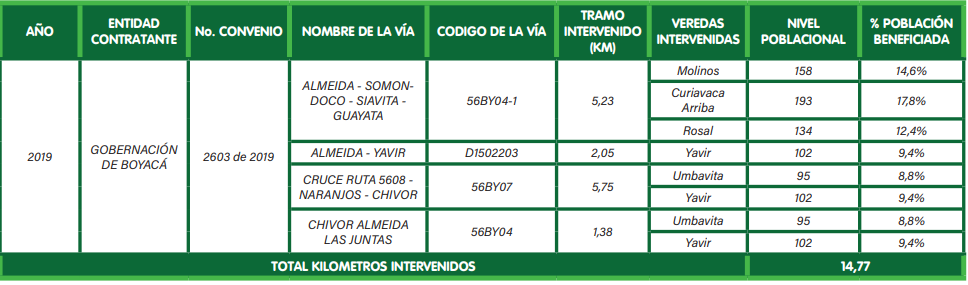 AÑO
ENTIDAD
CONTRATANTE
No. CONVENIO
NOMBRE DE LA VÍA
CODIGO DE LA VÍA
TRAMO
INTERVENIDO
(KM)
VEREDAS
INTERVENIDAS
NIVEL
POBLACIONAL
% POBLACIÓN
BENEFICIADA
2019
GOBERNACIÓN
DE BOYACÁ
2603 de 2019
ALMEIDA - SOMON-
DOCO - SIAVITA -
GUAYATA
56BY04-1
5,23
Molinos
158
14,6%
Curiavaca
Arriba
193
17,8%
Rosal
134
12,4%
ALMEIDA - YAVIR
D1502203
2,05
Yavir
102
9,4%
CRUCE RUTA 5608 -
NARANJOS - CHIVOR
56BY07
5,75
Umbavita
95
8,8%
Yavir
102
9,4%
CHIVOR ALMEIDA
LAS JUNTAS
56BY04
1,38
Umbavita
95
8,8%
Yavir
102
9,4%
TOTAL KILOMETROS INTERVENIDOS
14,77